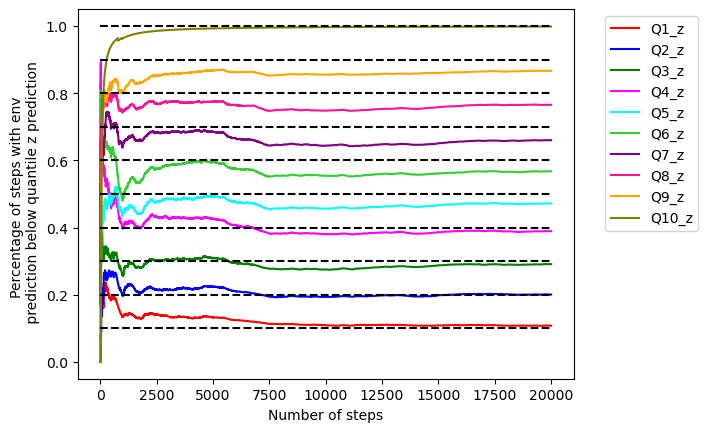 Percentage of steps with env
prediction below quantile z prediction
1.0
0.8
0.6
0.4
0.2
0.0
0
2500
5000
7500
10000
12500
15000
17500
20000
Number of steps
Q1_z
Q2_z
Q3_z
Q4_z
Q5_z
Q6_z
Q7_z
Q8_z
Q9_z
Q10_z